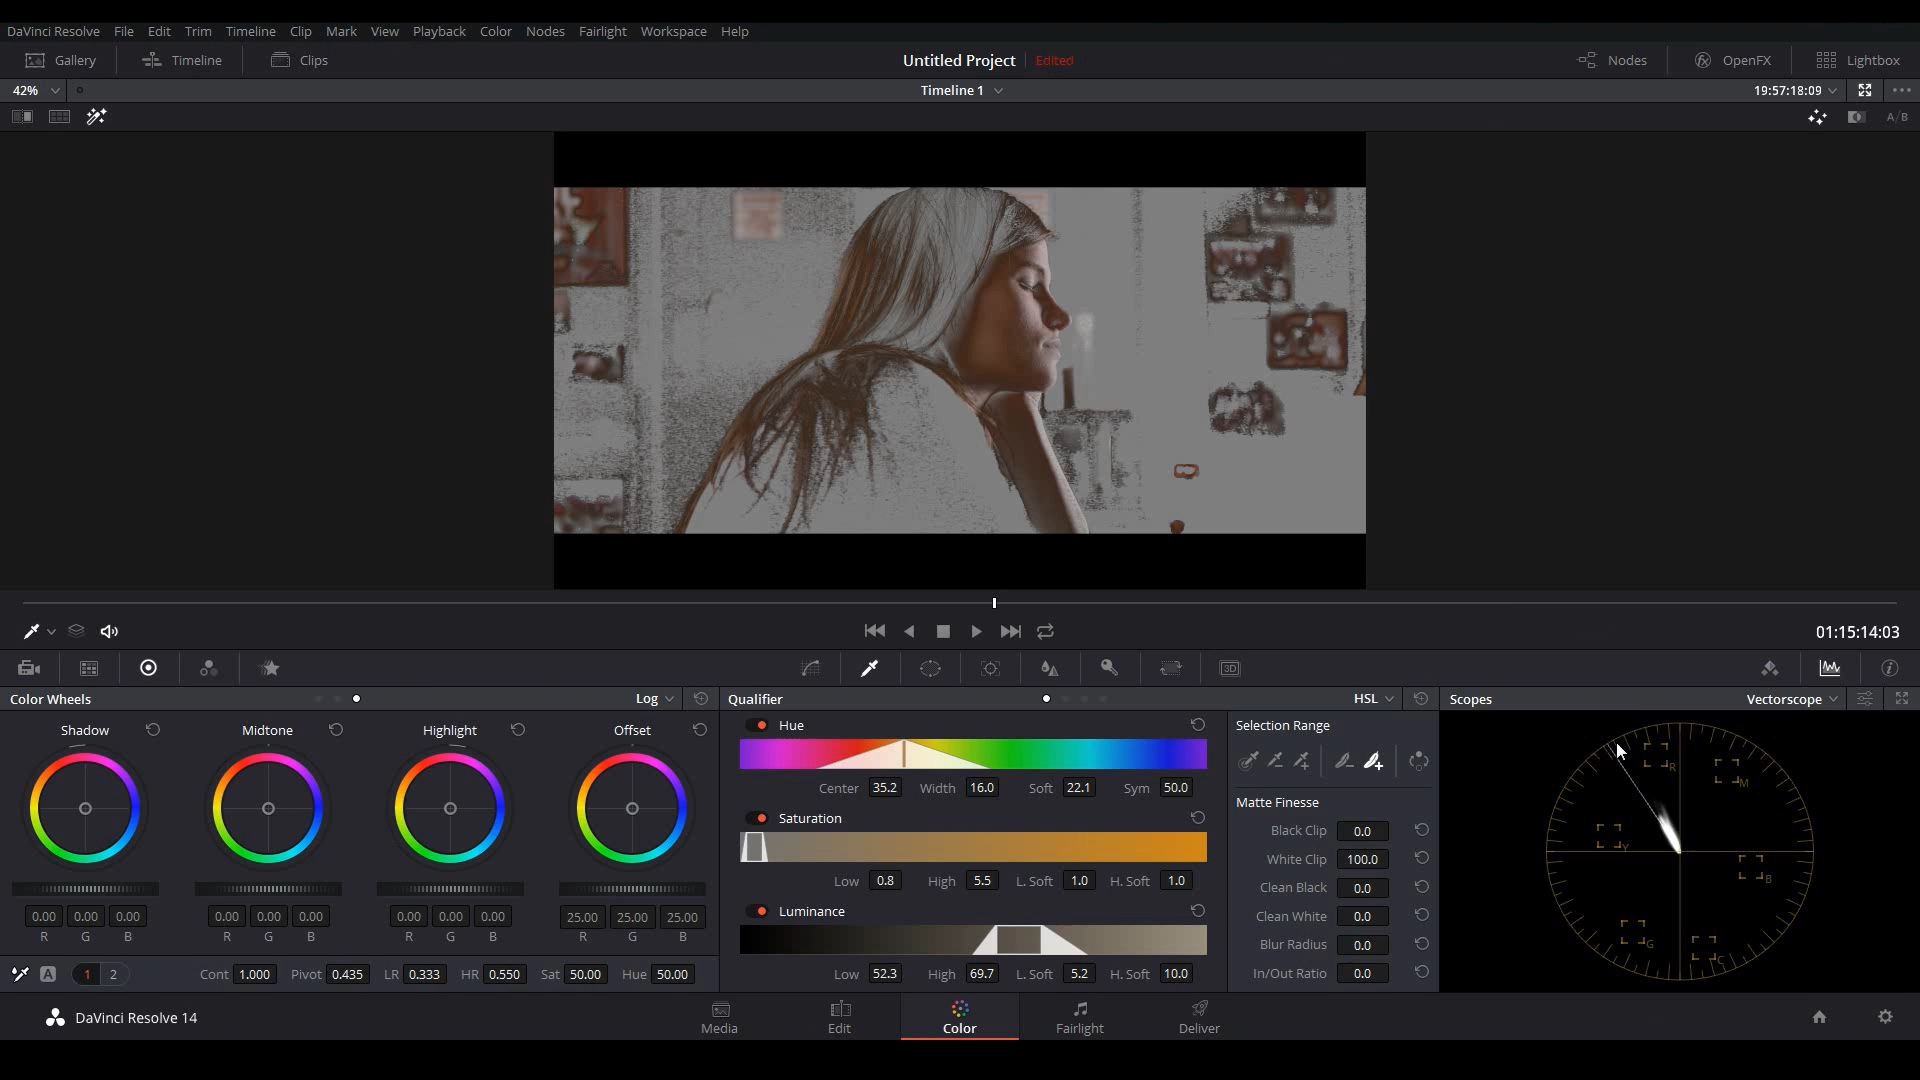 DaVinci Resolve File Edit Trim Timeline Clip Mark View Playback Color Nodes Fairlight Workspace Help
Gallery Timeline Clips Untitled Project Edited Nodes OpenFX Lightbox
42% Timeline 1 19:57:18:09
A/B
01:15:14:03
3D
Color Wheels Log Qualifier HSL Scopes Vectorscope
Shadow Midtone Highlight Offset
Hue
Center 35.2 Width 16.0 Soft 22.1 Sym 50.0
Saturation
Low 0.8 High 5.5 L. Soft 1.0 H. Soft 1.0
Luminance
Low 52.3 High 69.7 L. Soft 5.2 H. Soft 10.0
Selection Range
Matte Finesse
Black Clip 0.0
White Clip 100.0
Clean Black 0.0
Clean White 0.0
Blur Radius 0.0
In/Out Ratio 0.0
R M Y B G C
0.00 0.00 0.00 0.00 0.00 0.00 0.00 0.00 0.00 25.00 25.00 25.00
R G B R G B R G B R G B
A 1 2 Cont 1.000 Pivot 0.435 LR 0.333 HR 0.550 Sat 50.00 Hue 50.00
DaVinci Resolve 14 Media Edit Color Fairlight Deliver